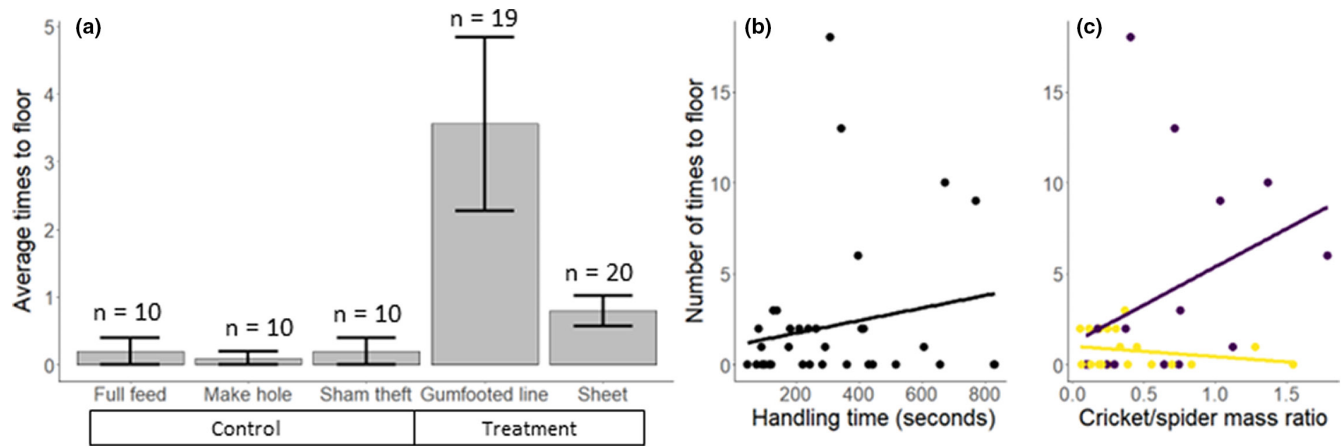 (a)
n = 19
n = 10
n = 10
n = 10
n = 20
Average times to floor
5
4
3
2
1
0
Full feed Make hole Sham theft Gumfooted line Sheet
Control Treatment
(b)
Number of times to floor
15
10
5
0
200 400 600 800
Handling time (seconds)
(c)
15
10
5
0
0.0 0.5 1.0 1.5
Cricket/spider mass ratio